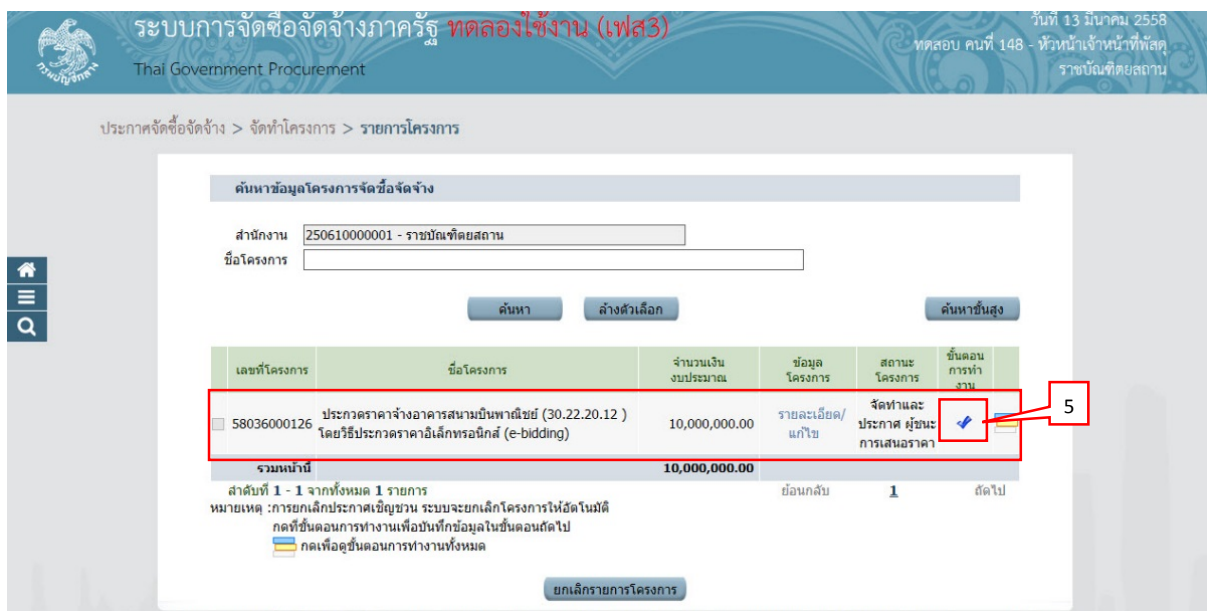 ระบบการจัดซื้อจัดจ้างภาครัฐ ทดลองใช้งาน (เฟส3)
Thai Government Procurement
วันที่ 13 มีนาคม 2558
ทดสอบ คนที่ 148 - หัวหน้าเจ้าหน้าที่พัสดุ
ราชบัณฑิตยสถาน
กรมบัญชีกลาง
ประกาศจัดซื้อจัดจ้าง > จัดทำโครงการ > รายการโครงการ
ค้นหาข้อมูลโครงการจัดซื้อจัดจ้าง
สำนักงาน 250610000001 - ราชบัณฑิตยสถาน
ชื่อโครงการ
ค้นหา ล้างตัวเลือก ค้นหาขั้นสูง
เลขที่โครงการ ชื่อโครงการ จำนวนเงิน งบประมาณ ข้อมูล โครงการ สถานะ โครงการ ขั้นตอน การทำ งาน
58036000126 ประกวดราคาจ้างอาคารสนามบินพาณิชย์ (30.22.20.12 )
โดยวิธีประกวดราคาอิเล็กทรอนิกส์ (e-bidding)
10,000,000.00
รายละเอียด/
แก้ไข
จัดทำและ
ประกาศ ผู้ชนะ
การเสนอราคา
5
รวมหน้านี้ 10,000,000.00
ลำดับที่ 1 - 1 จากทั้งหมด 1 รายการ ย้อนกลับ 1 ถัดไป
หมายเหตุ :การยกเลิกประกาศเชิญชวน ระบบจะยกเลิกโครงการให้อัตโนมัติ
กดที่ขั้นตอนการทำงานเพื่อบันทึกข้อมูลในขั้นตอนถัดไป
กดเพื่อดูขั้นตอนการทำงานทั้งหมด
ยกเลิกรายการโครงการ